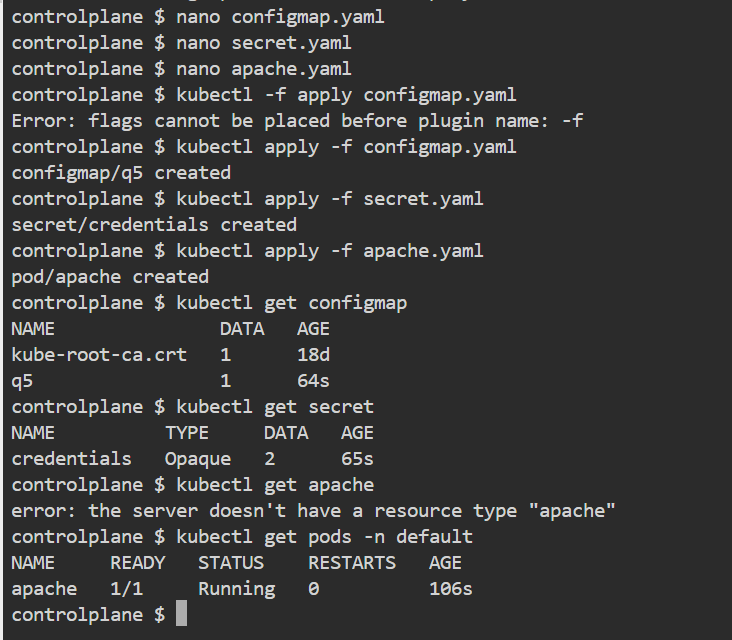 controlplane $ nano configmap.yaml
controlplane $ nano secret.yaml
controlplane $ nano apache.yaml
controlplane $ kubectl -f apply configmap.yaml
Error: flags cannot be placed before plugin name: -f
controlplane $ kubectl apply -f configmap.yaml
configmap/q5 created
controlplane $ kubectl apply -f secret.yaml
secret/credentials created
controlplane $ kubectl apply -f apache.yaml
pod/apache created
controlplane $ kubectl get configmap
NAME               DATA   AGE
kube-root-ca.crt   1      18d
q5                 1      64s
controlplane $ kubectl get secret
NAME          TYPE     DATA   AGE
credentials   Opaque   2      65s
controlplane $ kubectl get apache
error: the server doesn't have a resource type "apache"
controlplane $ kubectl get pods -n default
NAME     READY   STATUS    RESTARTS   AGE
apache   1/1     Running   0          106s
controlplane $